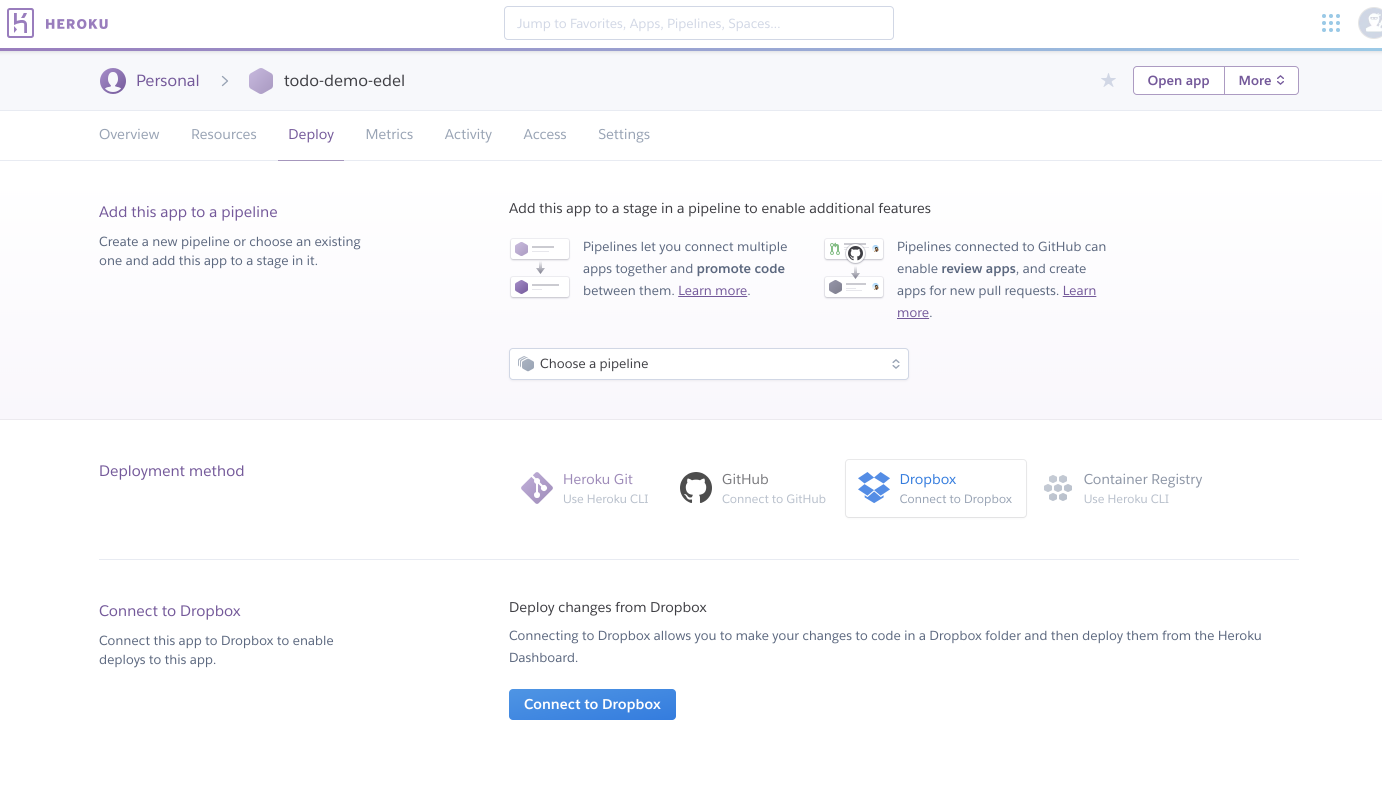 HEROKU
Jump to Favorites, Apps, Pipelines, Spaces...
Personal
todo-demo-edel
Open app
More
Overview
Resources
Deploy
Metrics
Activity
Access
Settings
Add this app to a pipeline
Create a new pipeline or choose an existing
one and add this app to a stage in it.
Add this app to a stage in a pipeline to enable additional features
Pipelines let you connect multiple
apps together and promote code
between them. Learn more.
Pipelines connected to GitHub can
enable review apps, and create
apps for new pull requests. Learn
more.
Choose a pipeline
Deployment method
Heroku Git
Use Heroku CLI
GitHub
Connect to GitHub
Dropbox
Connect to Dropbox
Container Registry
Use Heroku CLI
Connect to Dropbox
Connect this app to Dropbox to enable
deploys to this app.
Deploy changes from Dropbox
Connecting to Dropbox allows you to make your changes to code in a Dropbox folder and then deploy them from the Heroku
Dashboard.
Connect to Dropbox